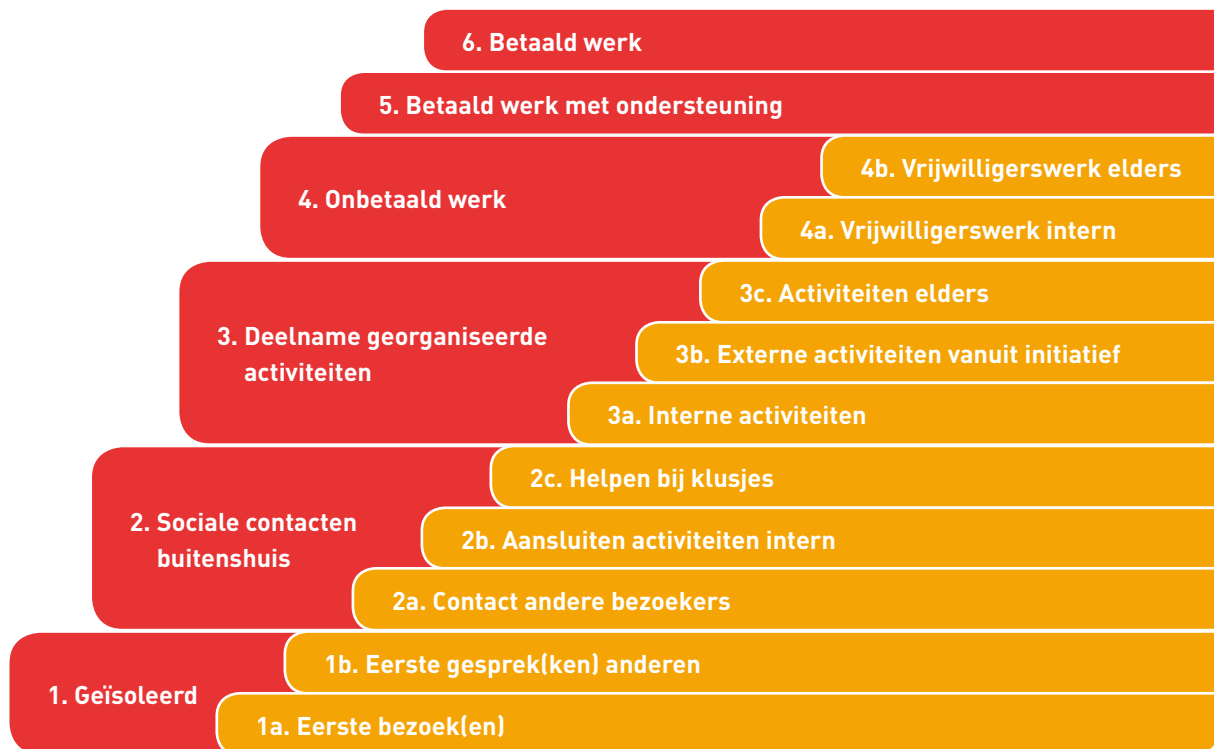 6. Betaald werk
5. Betaald werk met ondersteuning
4. Onbetaald werk
4b. Vrijwilligerswerk elders
4a. Vrijwilligerswerk intern
3. Deelname georganiseerde
activiteiten
3c. Activiteiten elders
3b. Externe activiteiten vanuit initiatief
3a. Interne activiteiten
2. Sociale contacten
buitenshuis
2c. Helpen bij klusjes
2b. Aansluiten activiteiten intern
2a. Contact andere bezoekers
1. Geïsoleerd
1b. Eerste gesprek(ken) anderen
1a. Eerste bezoek(en)